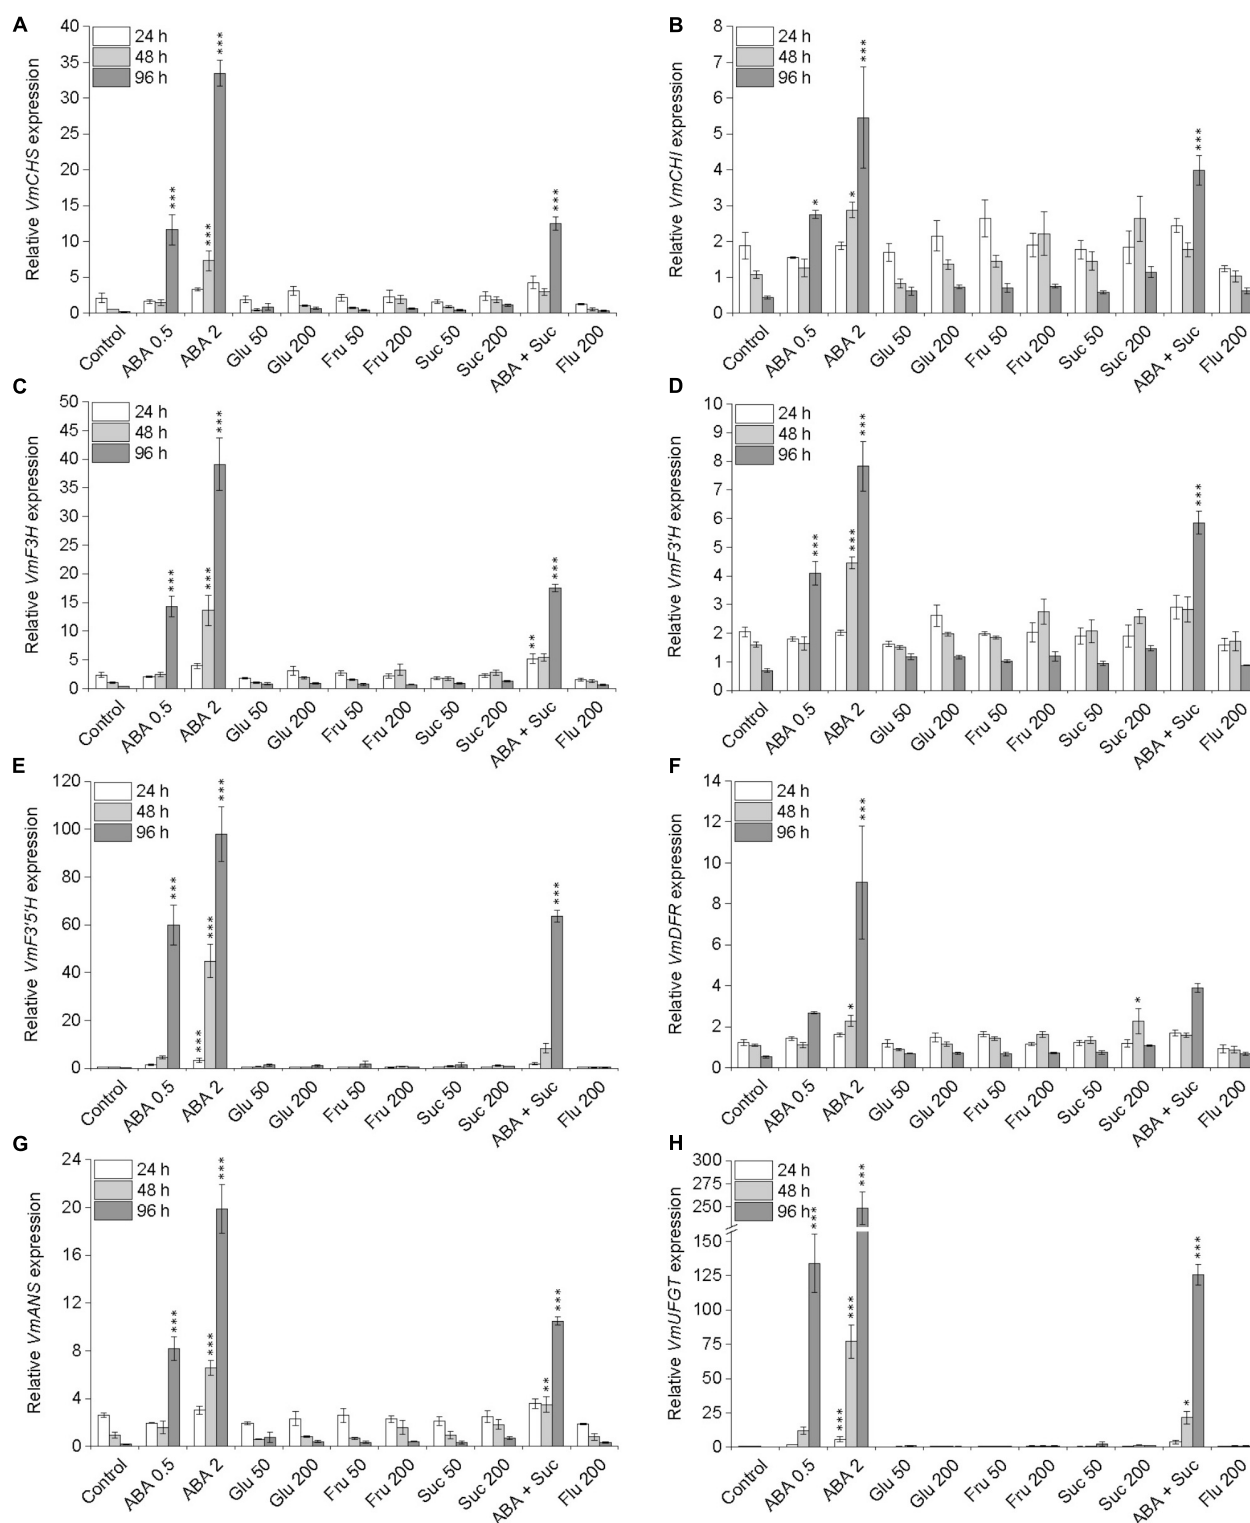 A
Relative VmCHS expression
40
35
30
25
20
15
10
5
0
24 h
48 h
96 h
***
***
***
***
Control
ABA 0.5
ABA 2
Glu 50
Glu 200
Fru 50
Fru 200
Suc 50
Suc 200
ABA + Suc
Flu 200
B
Relative VmCHI expression
8
7
6
5
4
3
2
1
0
24 h
48 h
96 h
*
*
***
***
Control
ABA 0.5
ABA 2
Glu 50
Glu 200
Fru 50
Fru 200
Suc 50
Suc 200
ABA + Suc
Flu 200
C
Relative VmF3H expression
50
45
40
35
30
25
20
15
10
5
0
24 h
48 h
96 h
***
***
***
**
***
Control
ABA 0.5
ABA 2
Glu 50
Glu 200
Fru 50
Fru 200
Suc 50
Suc 200
ABA + Suc
Flu 200
D
Relative VmF3'H expression
10
9
8
7
6
5
4
3
2
1
0
24 h
48 h
96 h
***
***
***
***
Control
ABA 0.5
ABA 2
Glu 50
Glu 200
Fru 50
Fru 200
Suc 50
Suc 200
ABA + Suc
Flu 200
E
Relative VmF3'5'H expression
120
100
80
60
40
20
0
24 h
48 h
96 h
***
***
***
***
***
Control
ABA 0.5
ABA 2
Glu 50
Glu 200
Fru 50
Fru 200
Suc 50
Suc 200
ABA + Suc
Flu 200
F
Relative VmDFR expression
14
12
10
8
6
4
2
0
24 h
48 h
96 h
*
***
*
Control
ABA 0.5
ABA 2
Glu 50
Glu 200
Fru 50
Fru 200
Suc 50
Suc 200
ABA + Suc
Flu 200
G
Relative VmANS expression
24
20
16
12
8
4
0
24 h
48 h
96 h
***
***
***
**
***
Control
ABA 0.5
ABA 2
Glu 50
Glu 200
Fru 50
Fru 200
Suc 50
Suc 200
ABA + Suc
Flu 200
H
Relative VmUFGT expression
300
275
250
150
125
100
75
50
25
0
24 h
48 h
96 h
***
***
***
***
*
***
Control
ABA 0.5
ABA 2
Glu 50
Glu 200
Fru 50
Fru 200
Suc 50
Suc 200
ABA + Suc
Flu 200